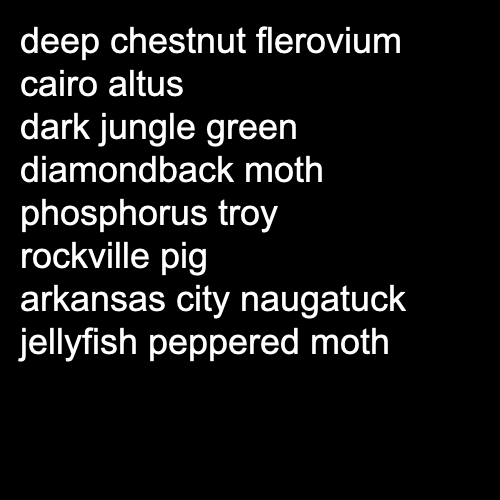 deep chestnut flerovium
cairo altus
dark jungle green
diamondback moth
phosphorus troy
rockville pig
arkansas city naugatuck
jellyfish peppered moth